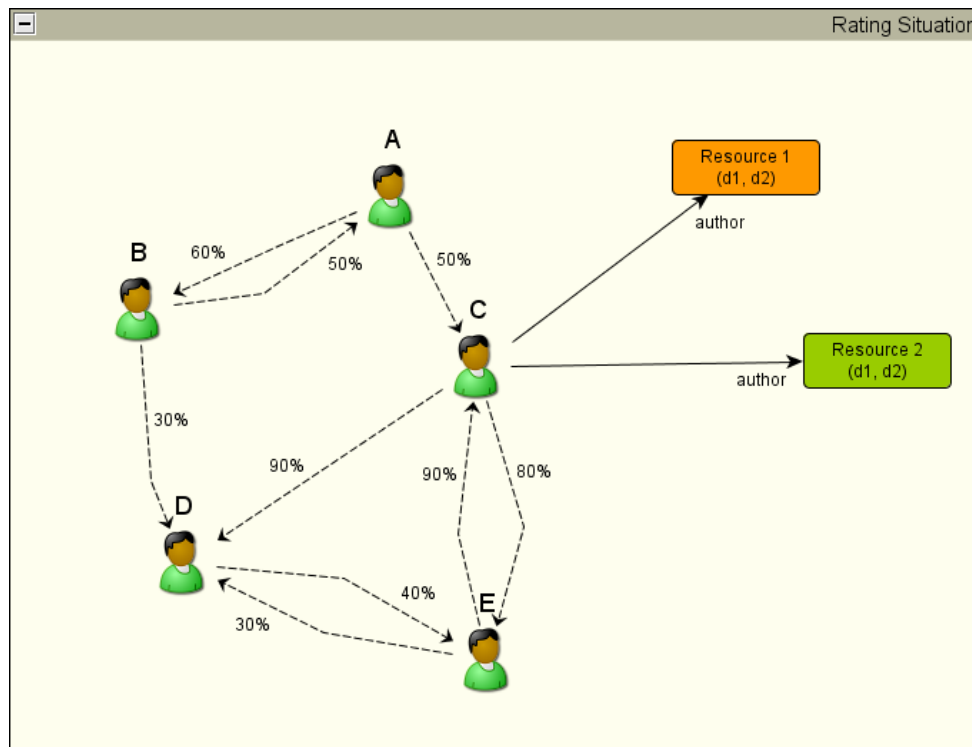 Rating Situation
A
B
60%
50%
50%
C
Resource 1
(d1, d2)
author
Resource 2
(d1, d2)
author
30%
90%
90%
80%
D
40%
30%
E